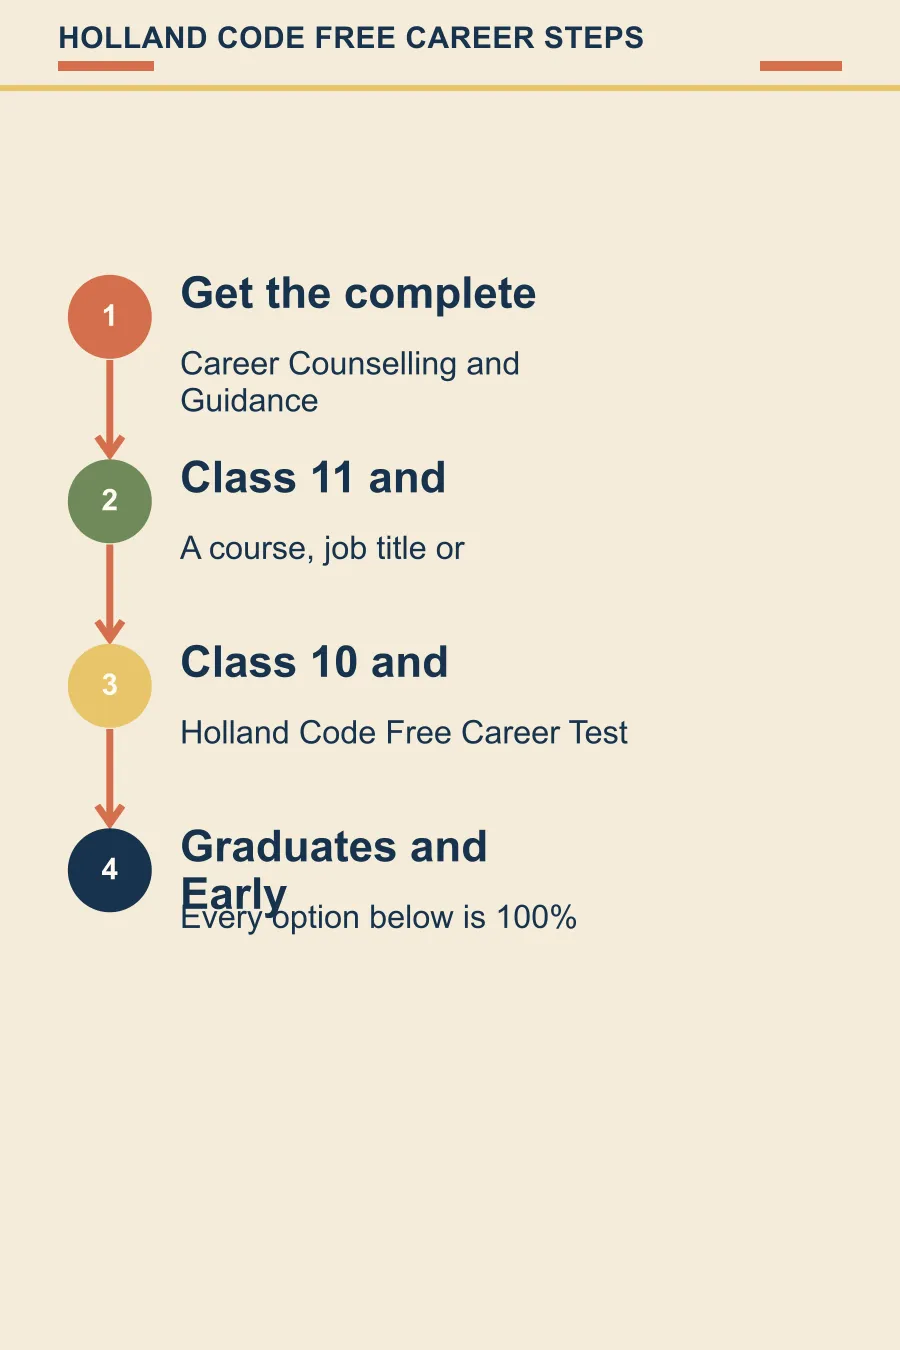 HOLLAND CODE FREE CAREER STEPS
1
Get the complete
Career Counselling and
Guidance
2
Class 11 and
A course, job title or
3
Class 10 and
Holland Code Free Career Test
4
Graduates and
Early
Every option below is 100%